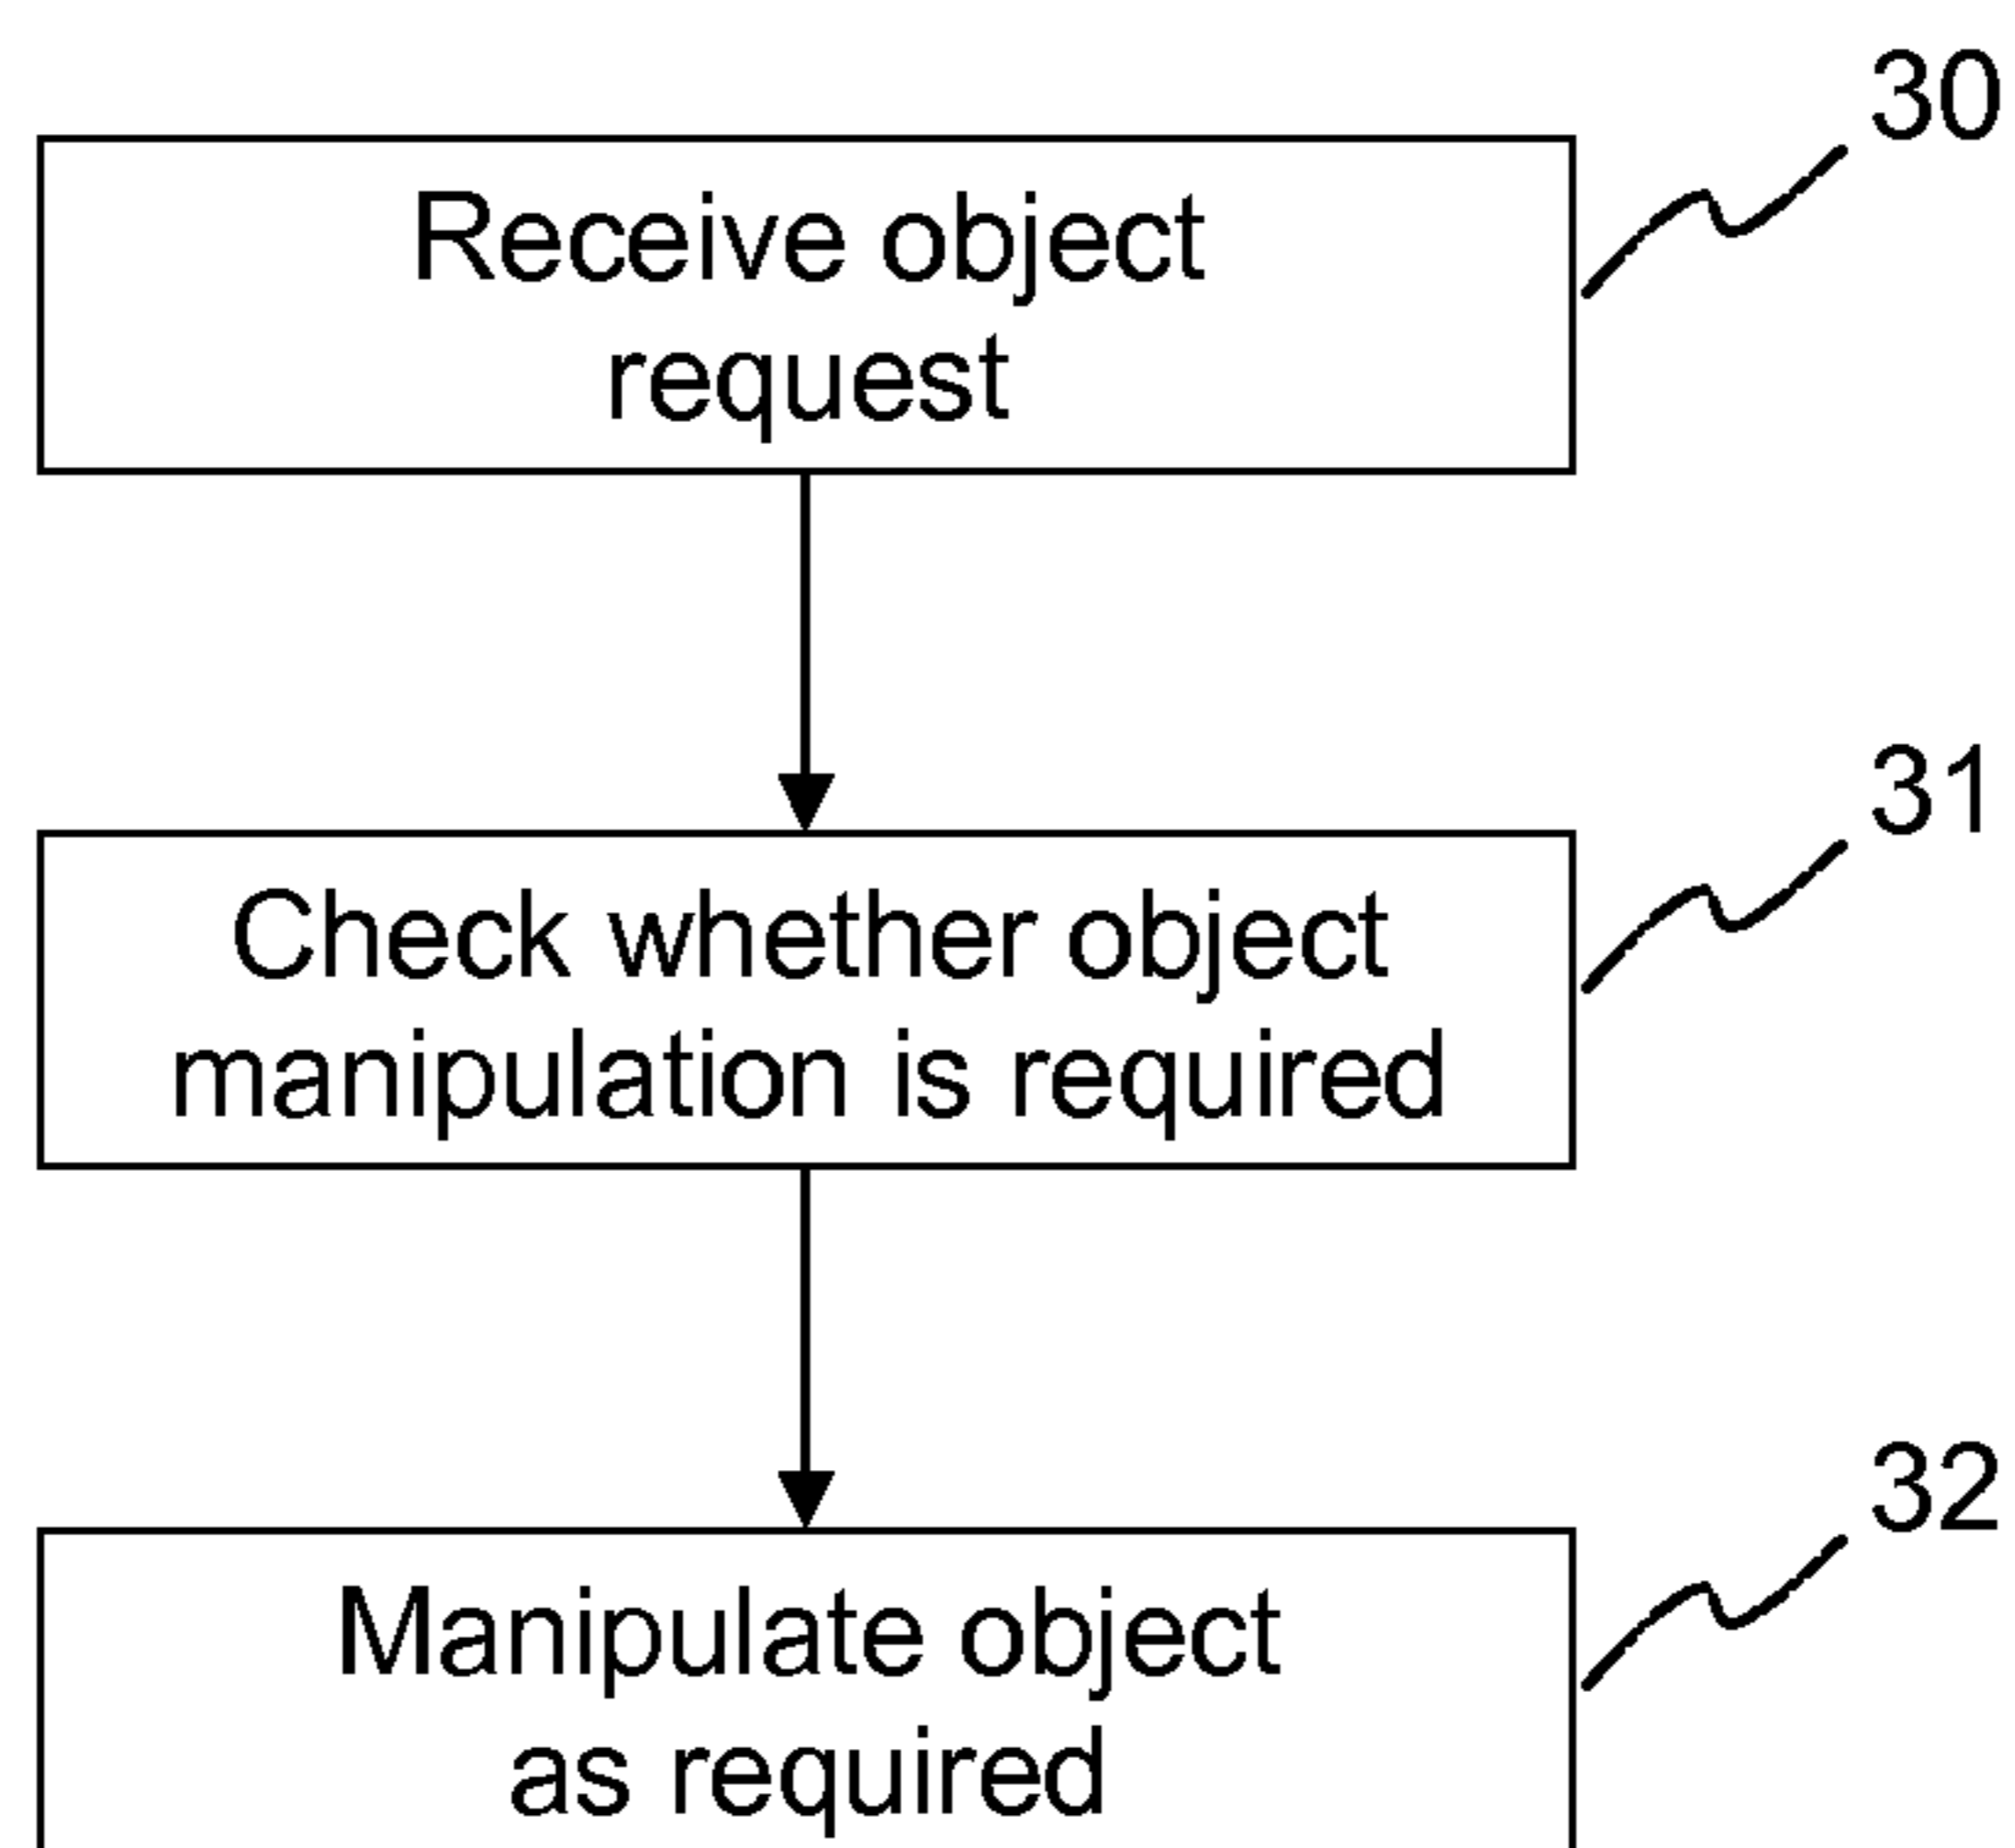 30
Receive object
request
31
Check whether object
manipulation is required
32
Manipulate object
as required